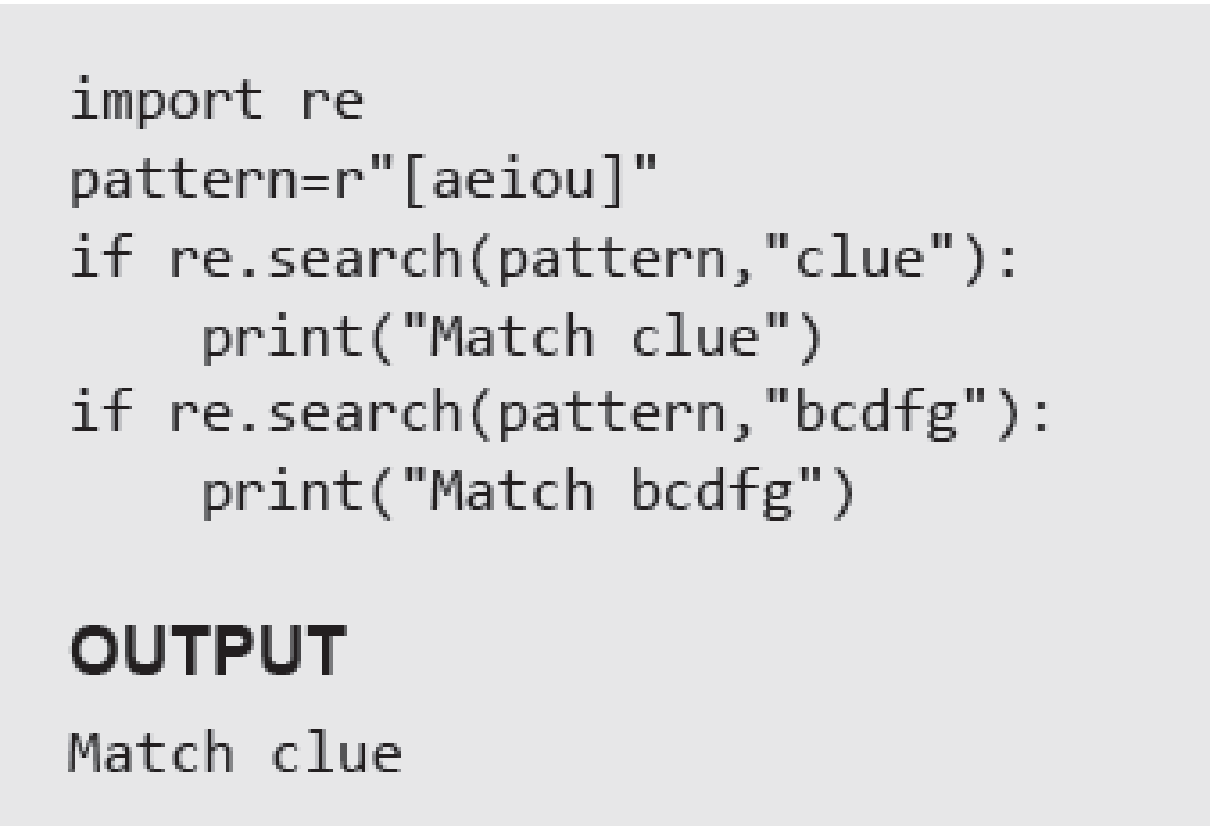 import re
pattern=r"[aeiou]"
if re.search(pattern,"clue"):
    print("Match clue")
if re.search(pattern,"bcdfg"):
    print("Match bcdfg")
OUTPUT
Match clue